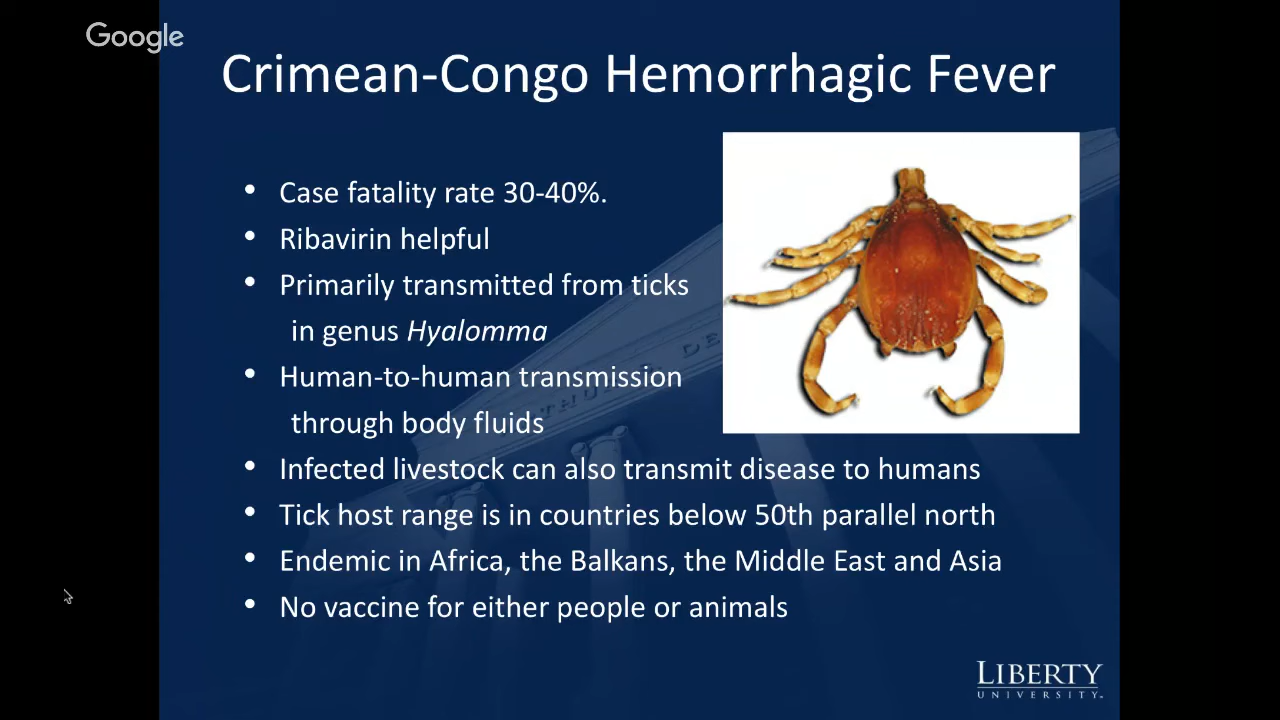 Google
Crimean-Congo Hemorrhagic Fever
• Case fatality rate 30-40%.
• Ribavirin helpful
• Primarily transmitted from ticks
in genus Hyalomma
• Human-to-human transmission
through body fluids
• Infected livestock can also transmit disease to humans
• Tick host range is in countries below 50th parallel north
• Endemic in Africa, the Balkans, the Middle East and Asia
• No vaccine for either people or animals
LIBERTY
UNIVERSITY.